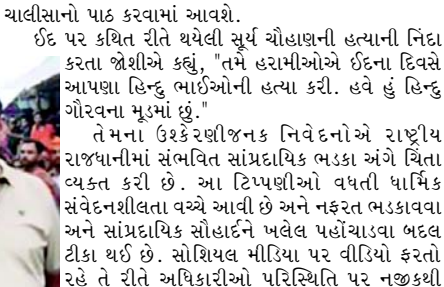 ચાલીસાનો પાઠ કરવામાં આવશે.
ઈદ પર કથિત રીતે થયેલી સૂર્ય ચૌહાણની હત્યાની નિંદા
કરતા જોશીએ કહ્યું, "તમે હરામીઓએ ઈદના દિવસે
આપણા હિન્દુ ભાઈઓની હત્યા કરી. હવે હું હિન્દુ
ગૌરવના મૂડમાં છું."
તેમના ઉશ્કેરણીજનક નિવેદનોએ રાષ્ટ્રીય
રાજધાનીમાં સંભવિત સાંપ્રદાયિક ભડકા અંગે ચિંતા
વ્યક્ત કરી છે. આ ટિપ્પણીઓ વધતી ધાર્મિક
સંવેદનશીલતા વચ્ચે આવી છે અને નફરત ભડકાવવા
અને સાંપ્રદાયિક સૌહાર્દને ખલેલ પહોંચાડવા બદલ
ટીકા થઈ છે. સોશિયલ મીડિયા પર વીડિયો ફરતો
રહે તે રીતે અધિકારીઓ પરિસ્થિતિ પર નજીકથી